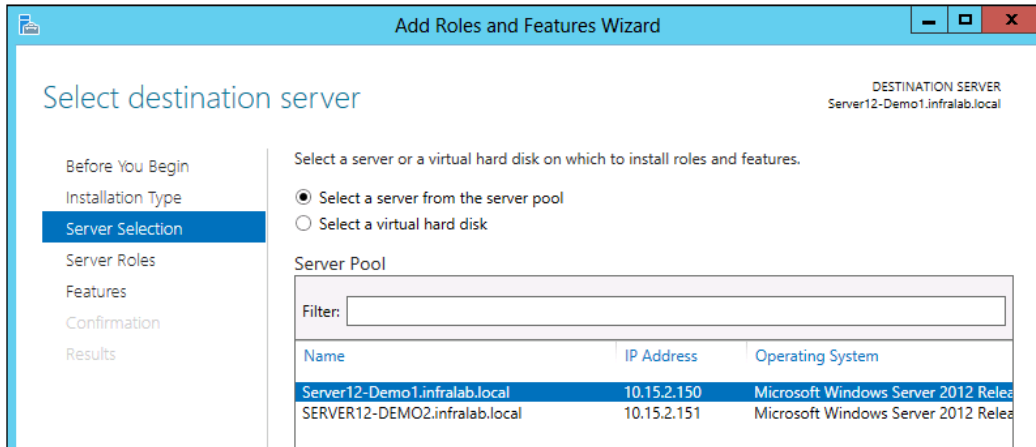 Add Roles and Features Wizard
Select destination server
DESTINATION SERVER
Server12-Demo1.infralab.local
Before You Begin
Installation Type
Server Selection
Server Roles
Features
Confirmation
Results
Select a server or a virtual hard disk on which to install roles and features.
Select a server from the server pool
Select a virtual hard disk
Server Pool
Filter:
Name IP Address Operating System
Server12-Demo1.infralab.local 10.15.2.150 Microsoft Windows Server 2012 Relea
SERVER12-DEMO2.infralab.local 10.15.2.151 Microsoft Windows Server 2012 Relea